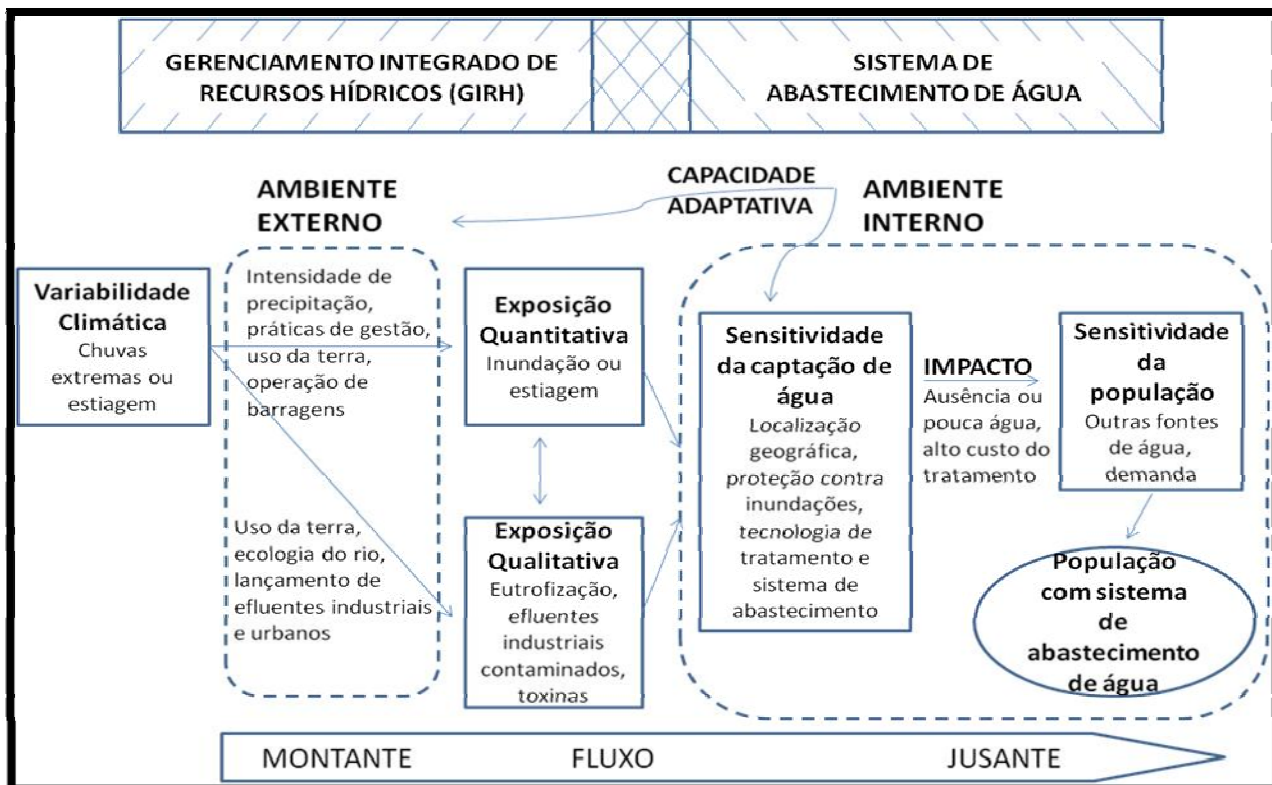 GERENCIAMENTO INTEGRADO DE
RECURSOS HÍDRICOS (GIRH)
SISTEMA DE
ABASTECIMENTO DE ÁGUA
CAPACIDADE
ADAPTATIVA
AMBIENTE
EXTERNO
AMBIENTE
INTERNO
Variabilidade
Climática
Chuvas
extremas ou
estiagem
Intensidade de
precipitação,
práticas de gestão,
uso da terra,
operação de
barragens
Uso da terra,
ecologia do rio,
lançamento de
efluentes industriais
e urbanos
Exposição
Quantitativa
Inundação ou
estiagem
Exposição
Qualitativa
Eutrofização,
efluentes
industriais
contaminados,
toxinas
Sensitividade
da captação de
água
Localização
geográfica,
proteção contra
inundações,
tecnologia de
tratamento e
sistema de
abastecimento
IMPACTO
Ausência ou
pouca água,
alto custo do
tratamento
Sensitividade
da
população
Outras fontes
de água,
demanda
População
com sistema
de
abastecimento
de água
MONTANTE
FLUXO
JUSANTE